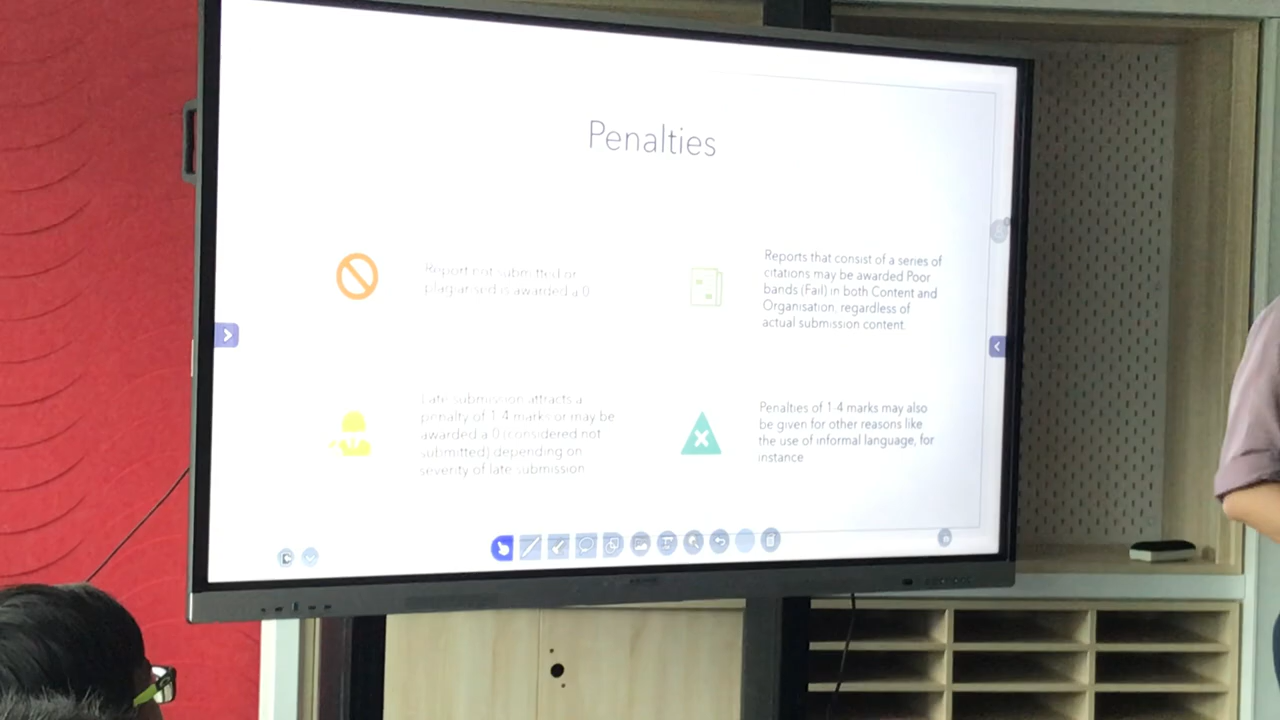 Penalties
Report not submitted or
plagiarised is awarded a 0
Reports that consist of a series of
citations may be awarded Poor
bands (Fail) in both Content and
Organisation, regardless of
actual submission content.
Late submission attracts a
penalty of 1-4 marks or may be
awarded a 0 (considered not
submitted) depending on
severity of late submission
Penalties of 1-4 marks may also
be given for other reasons like
the use of informal language, for
instance